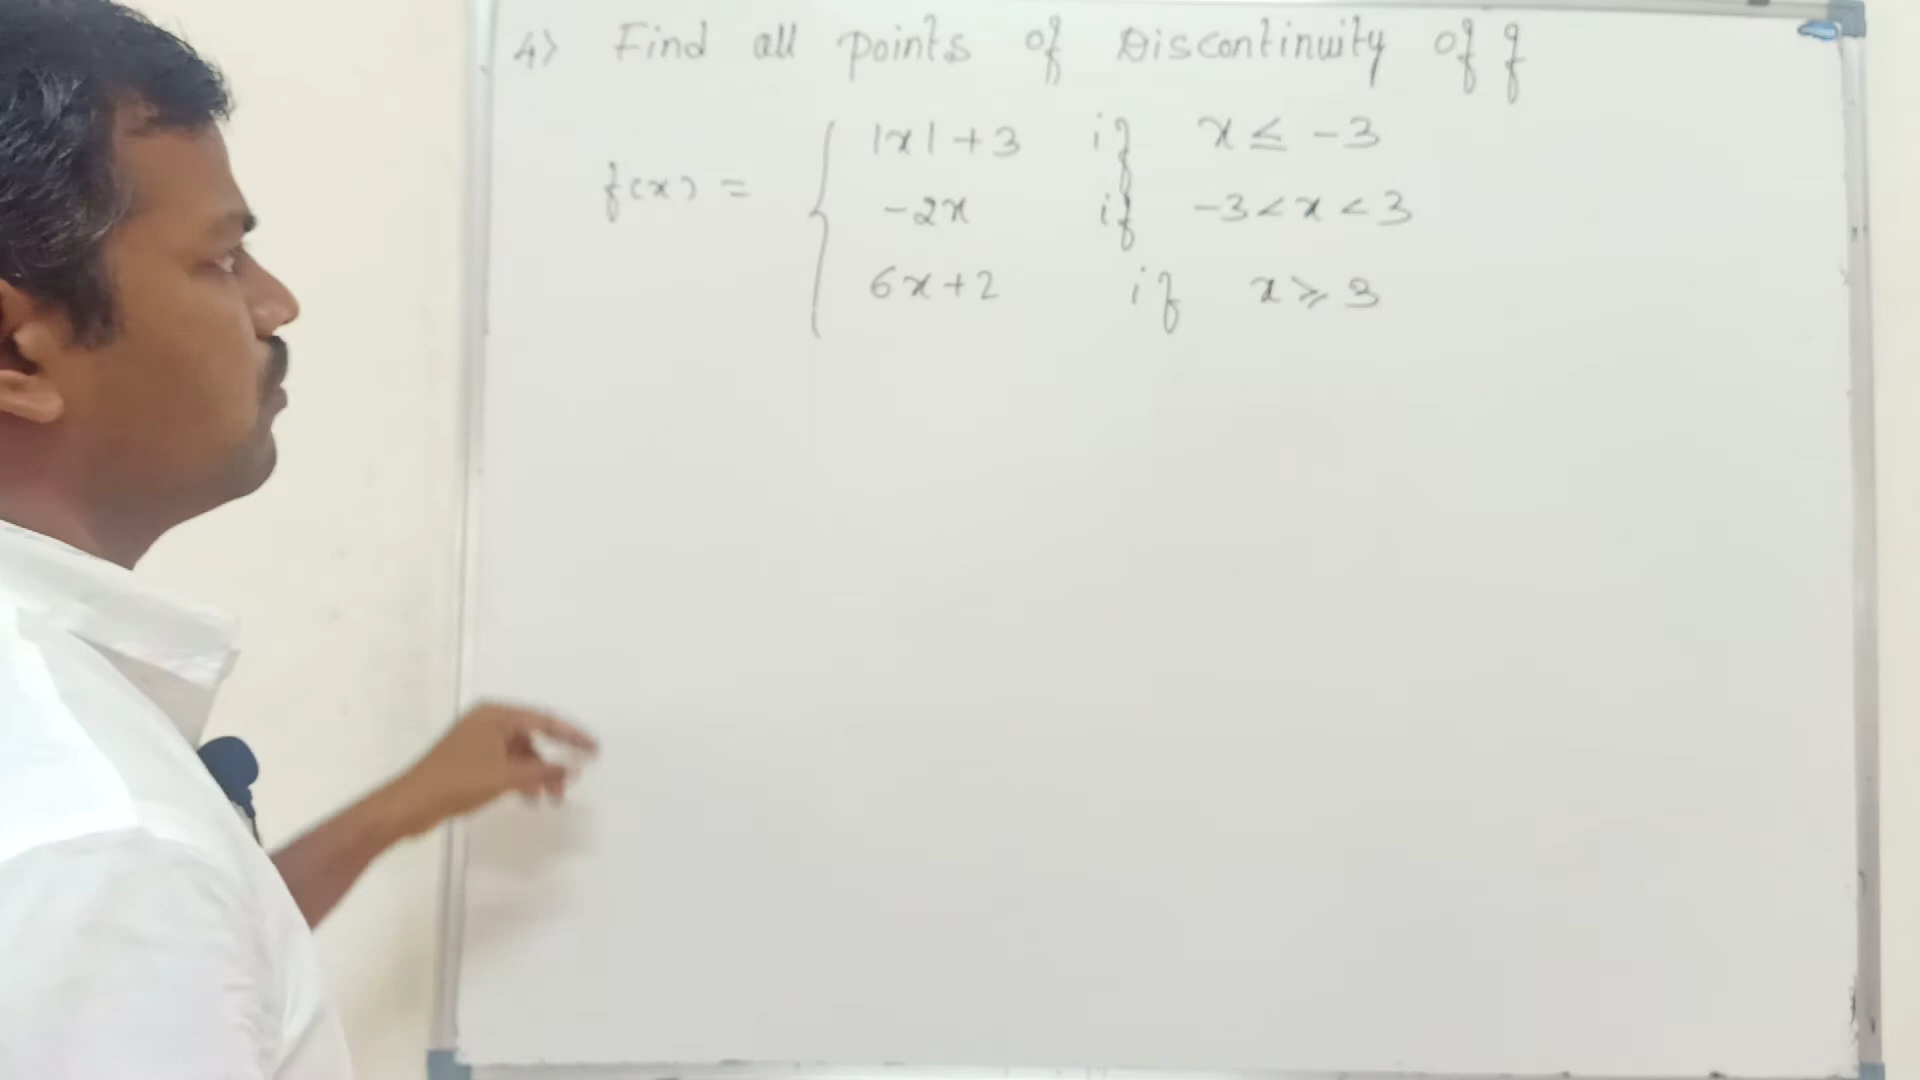 4) Find all points of Discontinuity of f
|x| + 3 if x ≤ -3
f(x) = { -2x if -3 < x < 3
6x + 2 if x ≥ 3